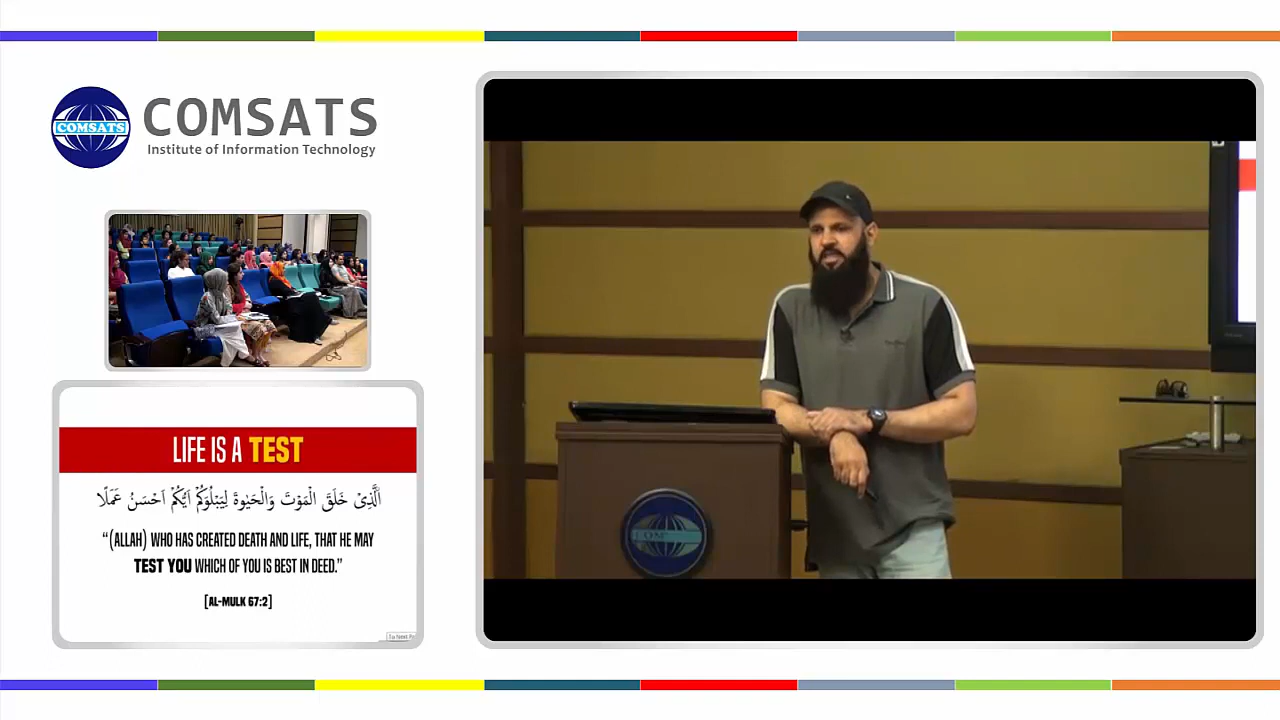 COMSATS
COMSATS
Institute of Information Technology
LIFE IS A TEST
الَّذِىْ خَلَقَ الْمَوْتَ وَالْحَيٰوةَ لِيَبْلُوَكُمْ اَيُّكُمْ اَحْسَنُ عَمَلًا
“(ALLAH) WHO HAS CREATED DEATH AND LIFE, THAT HE MAY
TEST YOU WHICH OF YOU IS BEST IN DEED.”
[AL-MULK 67:2]